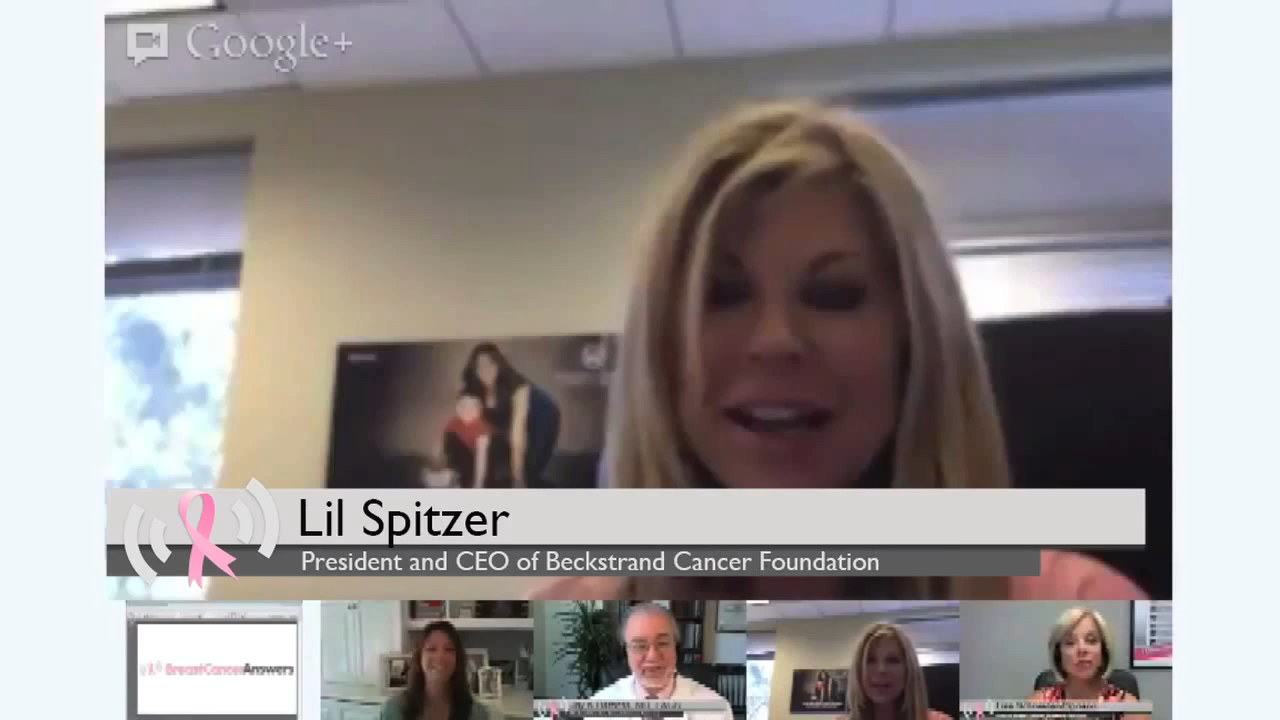 Google+
Lil Spitzer
President and CEO of Beckstrand Cancer Foundation
BreastCancerAnswers